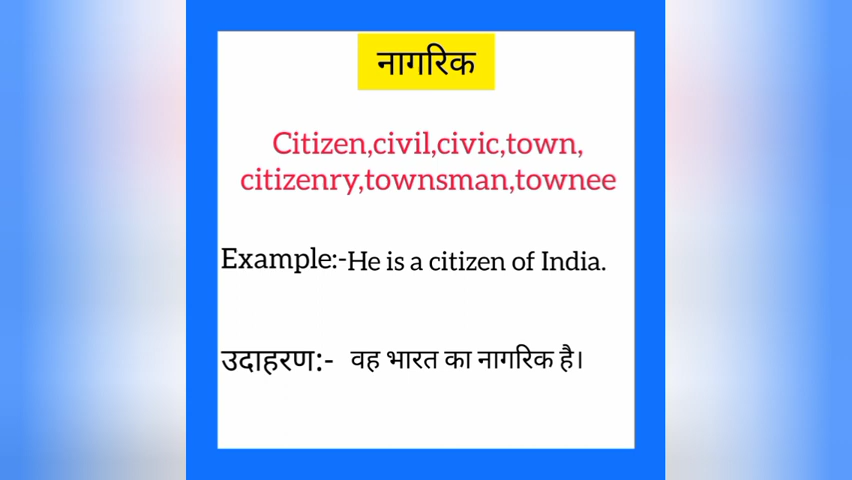 नागरिक
Citizen,civil,civic,town,
citizenry,townsman,townee
Example:-He is a citizen of India.
उदाहरण:- वह भारत का नागरिक है।